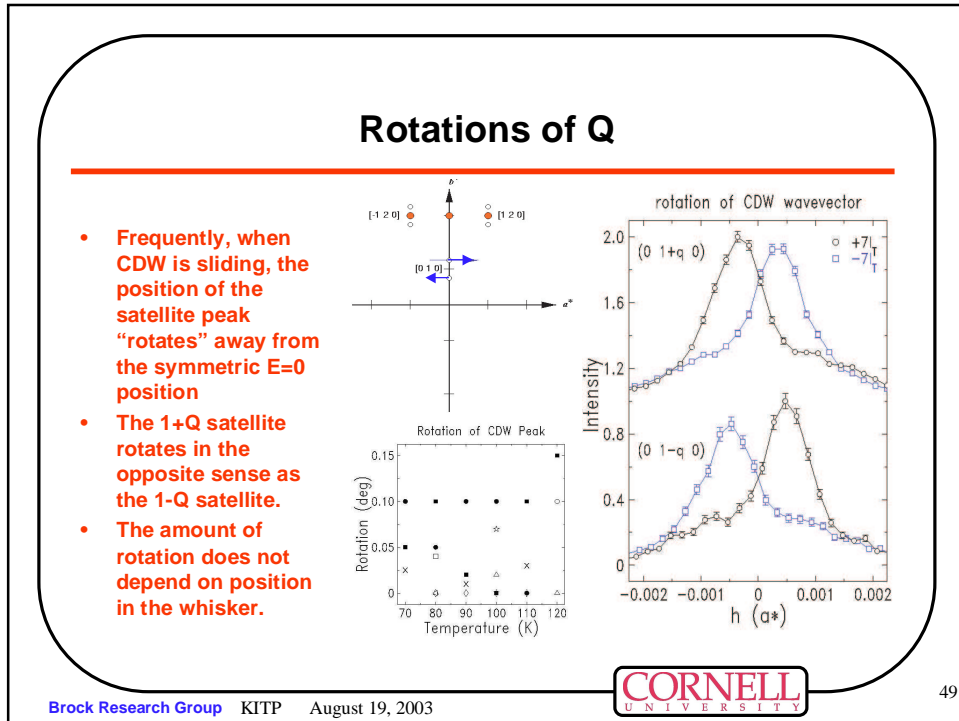 Rotations of Q
• Frequently, when
CDW is sliding, the
position of the
satellite peak
“rotates” away from
the symmetric E=0
position
• The 1+Q satellite
rotates in the
opposite sense as
the 1-Q satellite.
• The amount of
rotation does not
depend on position
in the whisker.
b*
[-1 2 0]
[1 2 0]
[0 1 0]
a*
Rotation of CDW Peak
Rotation (deg)
0.15
0.10
0.05
0
70 80 90 100 110 120
Temperature (K)
rotation of CDW wavevector
Intensity
2.0
1.6
1.2
0.8
0.4
0
(0 1+q 0)
+7I_T
-7I_T
(0 1-q 0)
-0.002 -0.001 0 0.001 0.002
h (a*)
Brock Research Group KITP August 19, 2003
CORNELL
UNIVERSITY
49